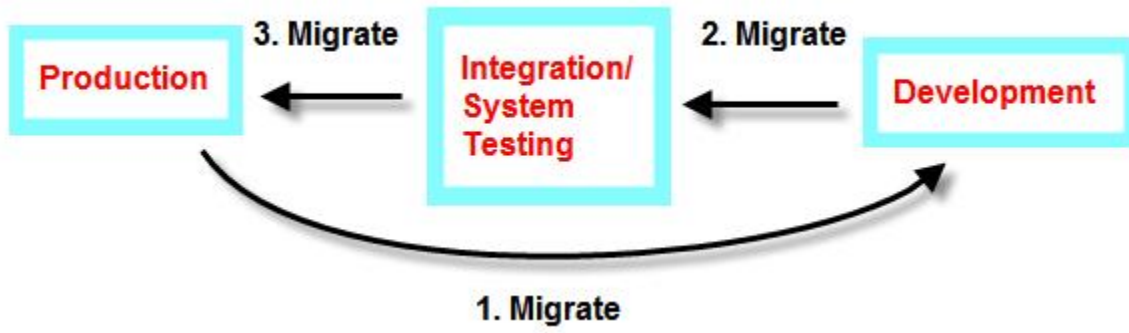 3. Migrate
2. Migrate
Production
Integration/
System
Testing
Development
1. Migrate